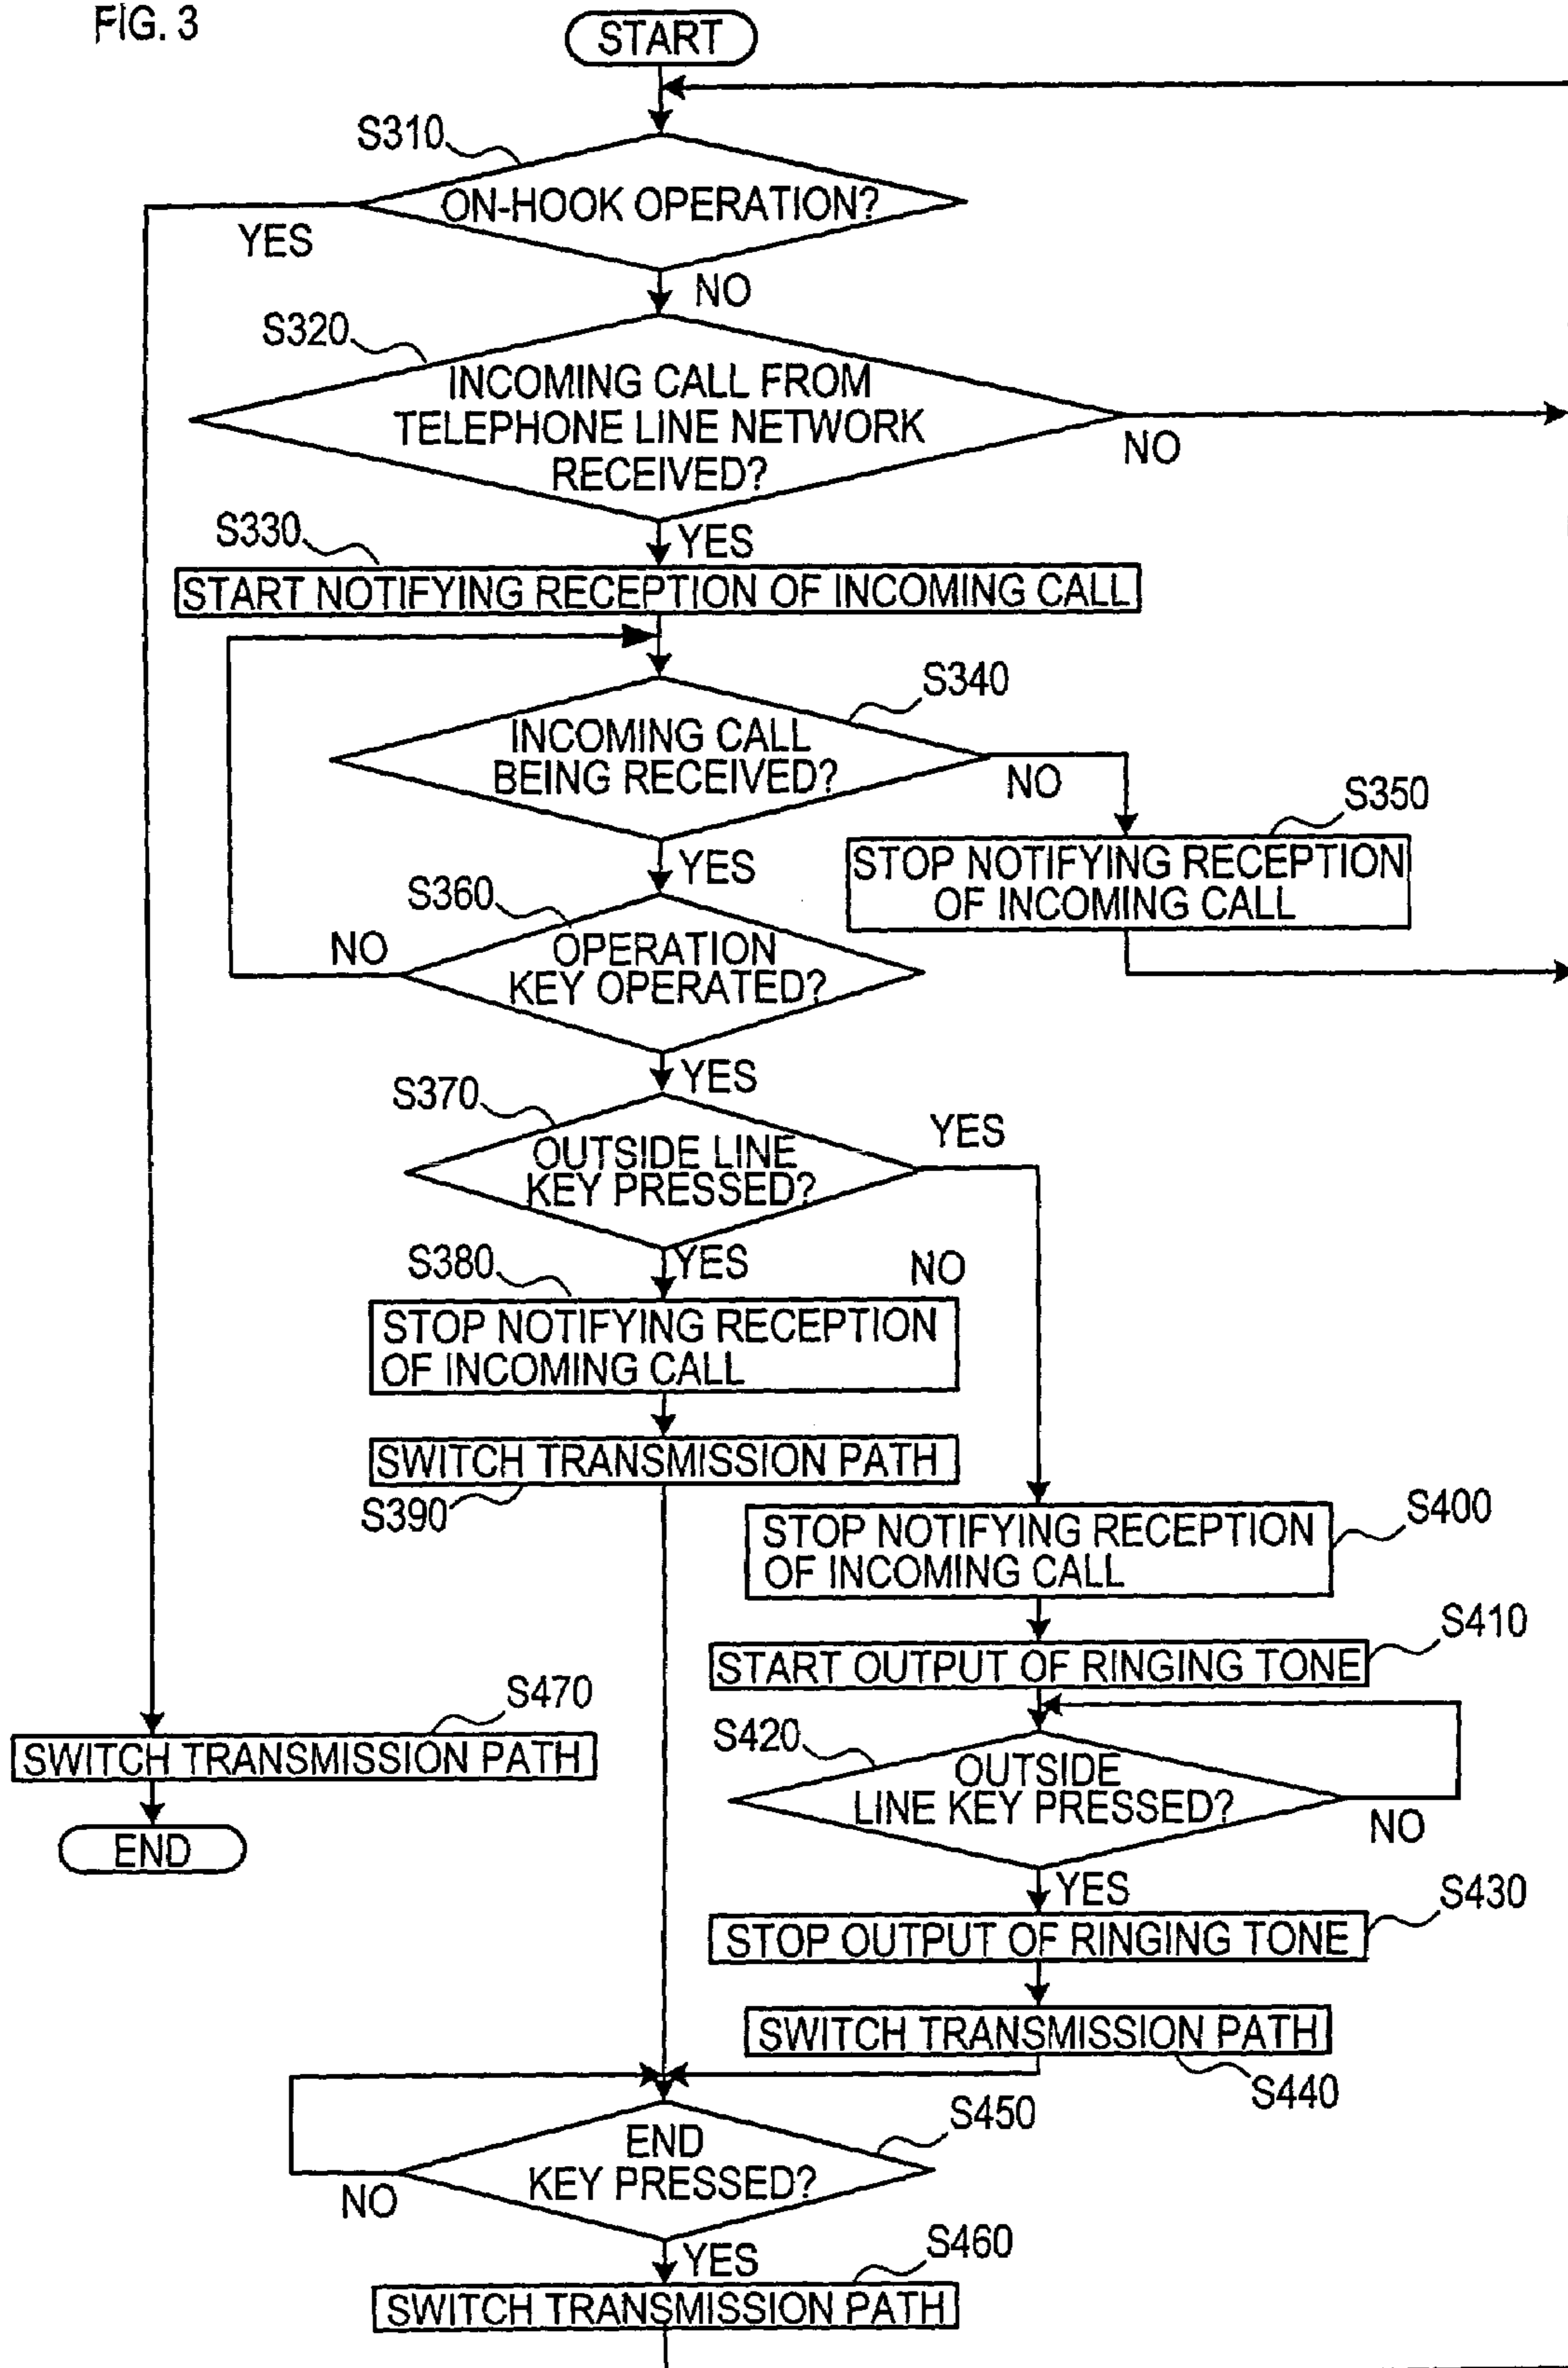 FIG. 3
START
S310
ON-HOOK OPERATION?
YES
NO
S320
INCOMING CALL FROM
TELEPHONE LINE NETWORK
RECEIVED?
NO
YES
S330
START NOTIFYING RECEPTION OF INCOMING CALL
S340
INCOMING CALL
BEING RECEIVED?
NO
S350
STOP NOTIFYING RECEPTION
OF INCOMING CALL
YES
S360
OPERATION
KEY OPERATED?
NO
YES
S370
OUTSIDE LINE
KEY PRESSED?
YES
YES
NO
S380
STOP NOTIFYING RECEPTION
OF INCOMING CALL
SWITCH TRANSMISSION PATH
S390
S400
STOP NOTIFYING RECEPTION
OF INCOMING CALL
S410
START OUTPUT OF RINGING TONE
S470
SWITCH TRANSMISSION PATH
END
S420
OUTSIDE
LINE KEY PRESSED?
NO
YES
S430
STOP OUTPUT OF RINGING TONE
SWITCH TRANSMISSION PATH
S440
S450
END
KEY PRESSED?
NO
YES
S460
SWITCH TRANSMISSION PATH